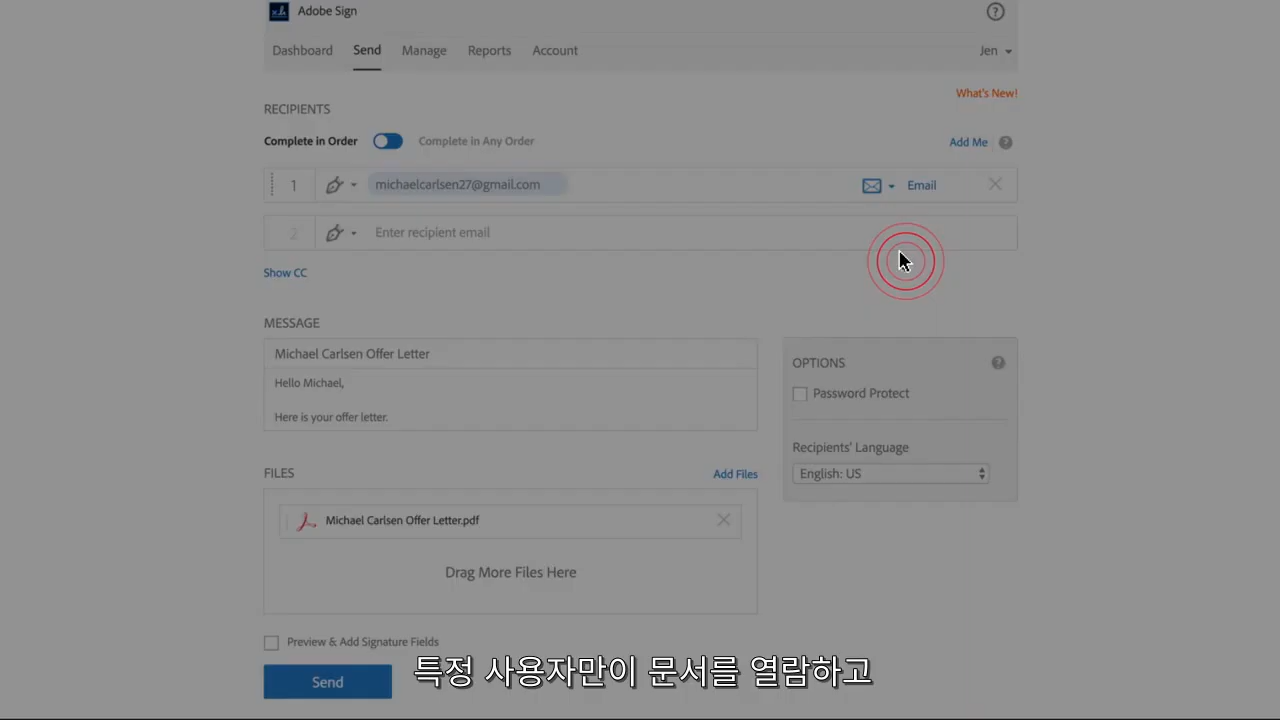 Adobe Sign
?
Dashboard Send Manage Reports Account Jen
What's New!
RECIPIENTS
Complete in Order Complete in Any Order Add Me ?
1 michaelcarlsen27@gmail.com Email
2 Enter recipient email
Show CC
MESSAGE
Michael Carlsen Offer Letter
Hello Michael,
Here is your offer letter.
OPTIONS ?
Password Protect
Recipients' Language
English: US
FILES Add Files
Michael Carlsen Offer Letter.pdf
Drag More Files Here
Preview & Add Signature Fields
Send
특정 사용자만이 문서를 열람하고